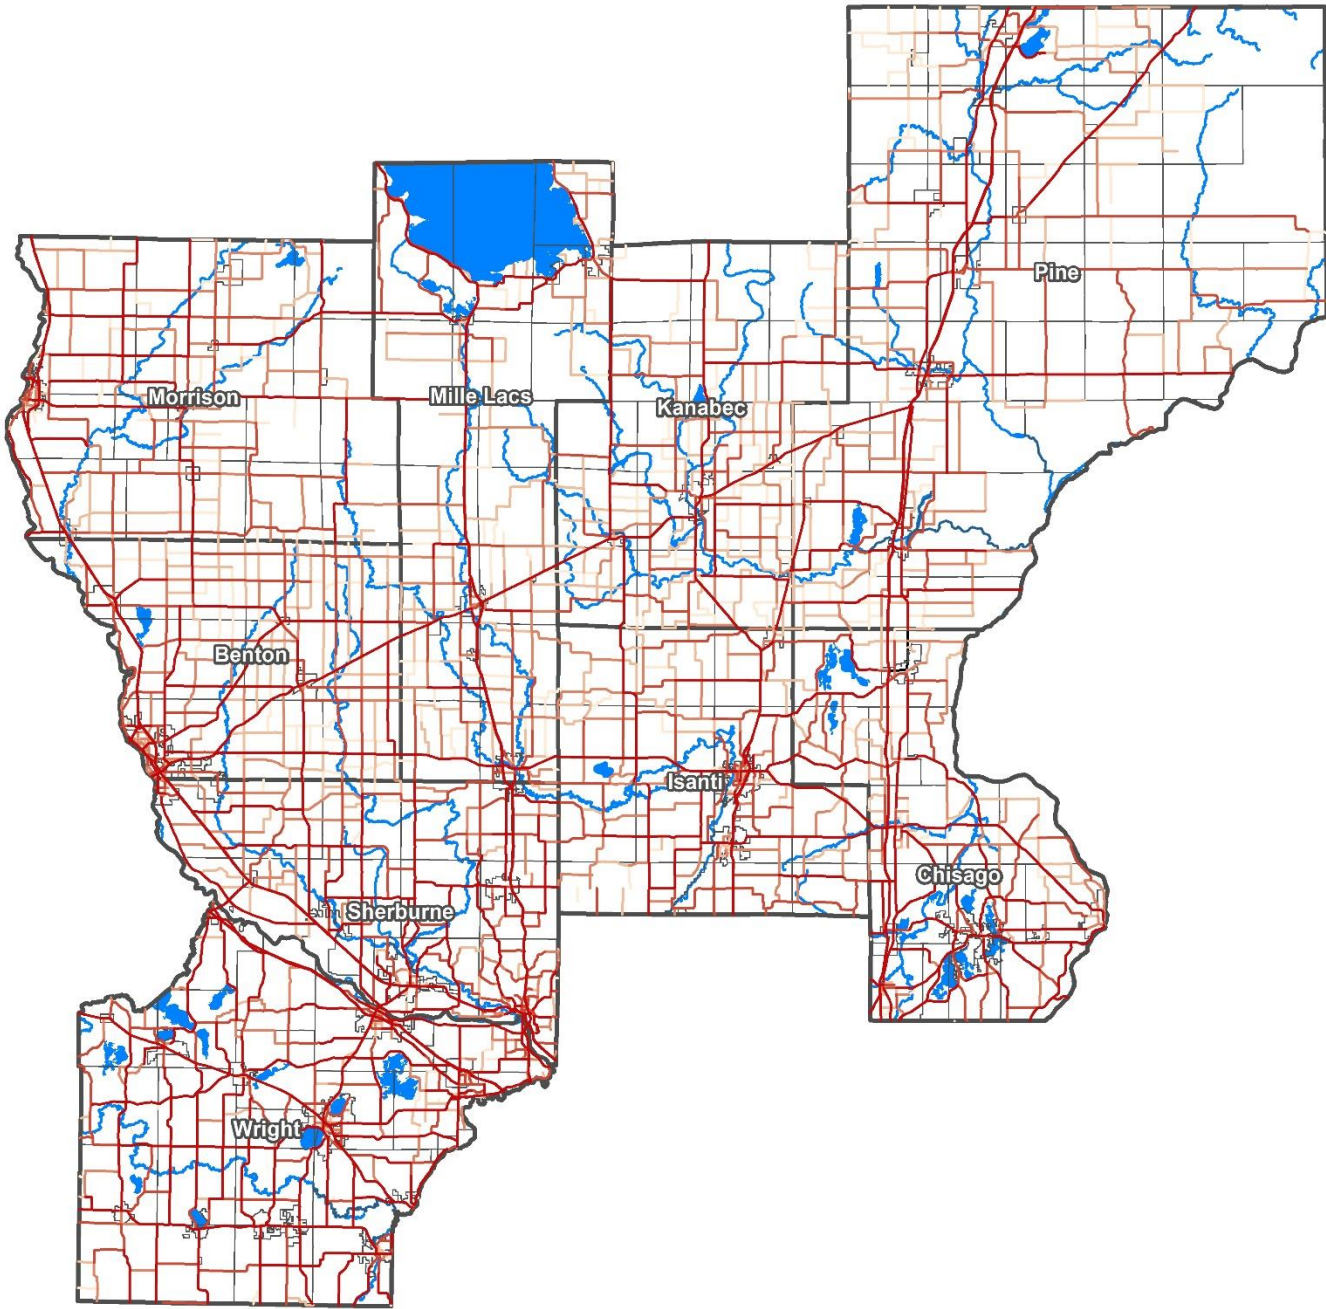 Pine
Morrison
Mille Lacs
Kanabec
Benton
Isanti
Chisago
Sherburne
Wright